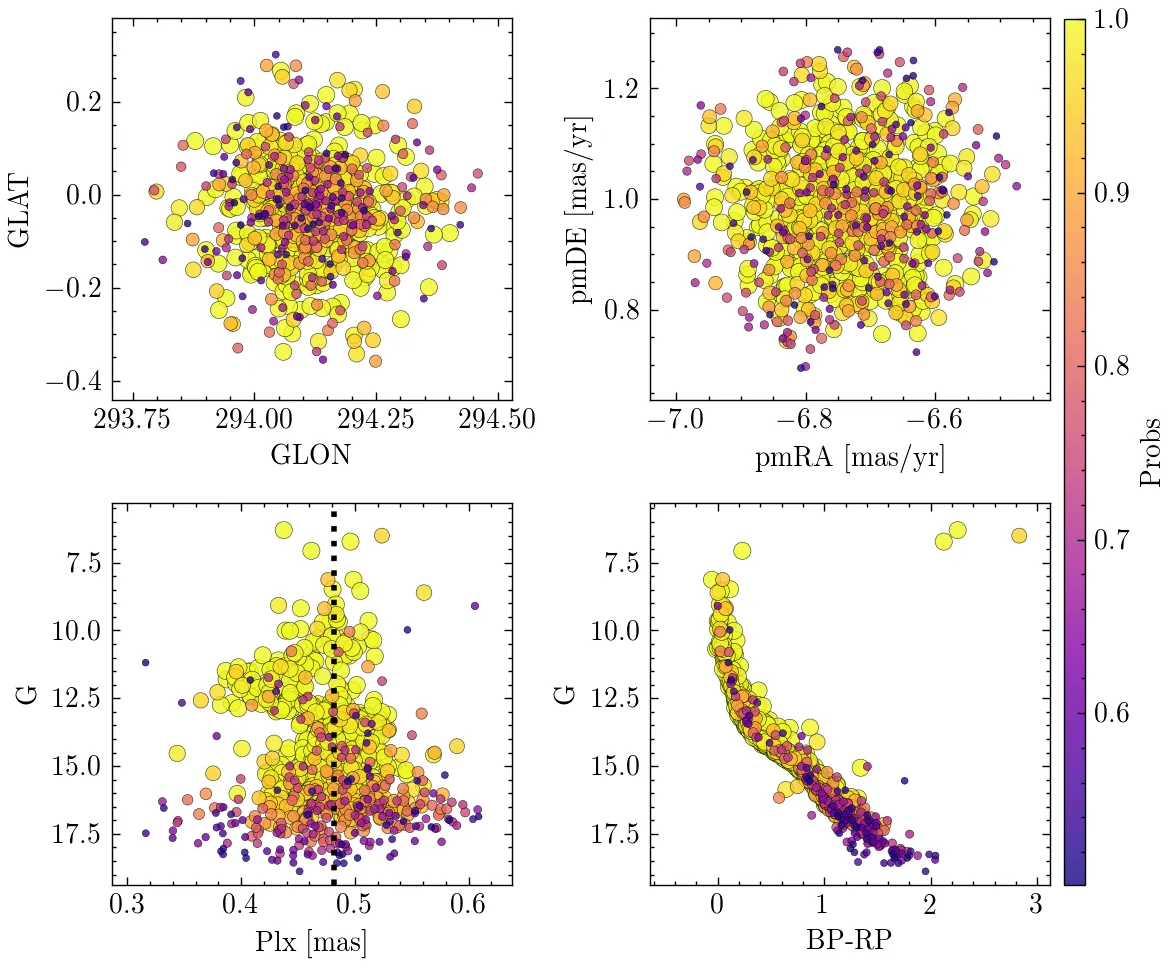 0.2
0.0
−0.2
−0.4
GLAT
293.75 294.00 294.25 294.50
GLON
1.2
1.0
0.8
pmDE [mas/yr]
−7.0 −6.8 −6.6
pmRA [mas/yr]
1.0
0.9
0.8
0.7
0.6
Probs
7.5
10.0
12.5
15.0
17.5
G
0.3 0.4 0.5 0.6
Plx [mas]
7.5
10.0
12.5
15.0
17.5
G
0 1 2 3
BP-RP